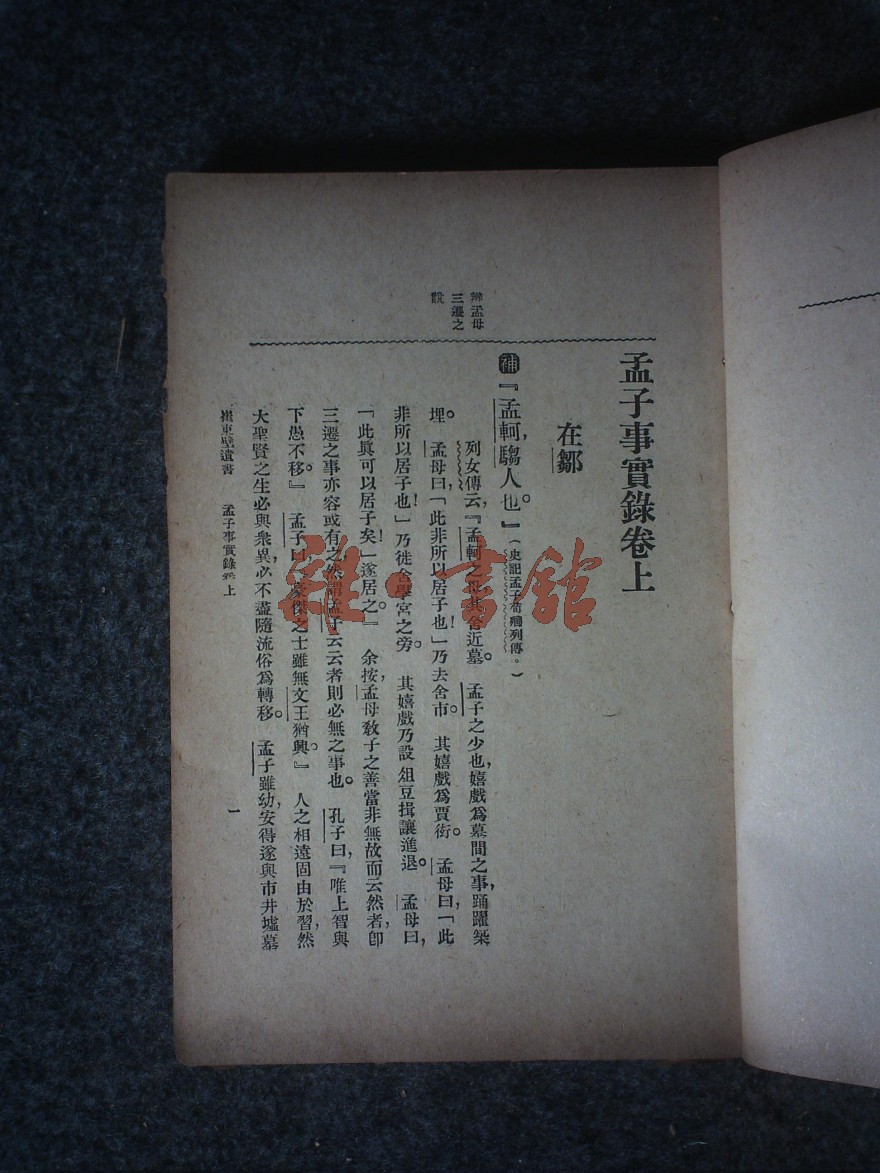 孟子事實錄卷上
在鄒
補『孟軻，騶人也。』（史記孟子荀卿列傳。）
辨孟母
三遷之
說
列女傳云，『孟軻之母其舍近墓。孟子之少也，嬉戲爲墓間之事，踊躍築
埋。孟母曰，「此非所以居子也！」乃去舍市。其嬉戲爲賈衒。孟母曰，「此
非所以居子也！」乃徙舍學宮之旁。其嬉戲乃設俎豆揖讓進退。孟母曰，
「此眞可以居子矣！」遂居之。』余按，孟母敎子之善當非無故而云然者，卽
三遷之事亦容或有之，然謂孟子云云者則必無之事也。孔子曰，『唯上智與
下愚不移。』孟子曰，『豪傑之士雖無文王猶興。』人之相遠固由於習，然
大聖賢之生必與衆異，必不盡隨流俗爲轉移。孟子雖幼，安得遂與市井墟墓
崔東壁遺書 孟子事實錄卷上
一
雜·書館